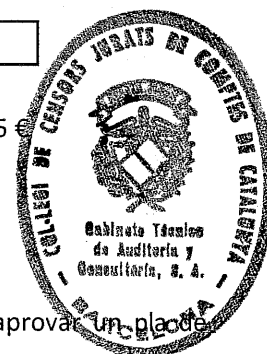 5 €
COL·LEGI DE CENSORS JURATS DE COMPTES DE CATALUNYA
Gabinete Técnico
de Auditoría y
Consultoría, S. A.
- BARCELONA -
aprovar un pla de